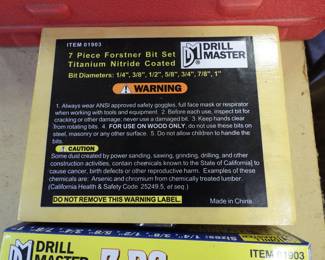 ITEM 01903
7 Piece Forstner Bit Set
Titanium Nitride Coated
Bit Diameters: 1/4", 3/8", 1/2", 5/8", 3/4", 7/8", 1"
DRILL
MASTER®
WARNING
1. Always wear ANSI approved safety goggles, full face mask or respirator
when working with tools and equipment. 2. Before each use, inspect bit for
cracking or other damage, never use a damaged bit. 3. Keep hands clear
from rotating bits. 4. FOR USE ON WOOD ONLY, do not use these bits on
steel, masonry or any other surface. 5. Do not allow children to handle the
bits.
CAUTION
Some dust created by power sanding, sawing, grinding, drilling, and other
construction activities, contain chemicals known to the State of California] to
cause cancer, birth defects or other reproductive harm. Examples of these
chemicals are: Arsenic and chromium from chemically treated lumber.
(California Health & Safety Code 25249.5, et seq.)
Made in China
DO NOT REMOVE THIS WARNING LABEL.
DRILL
MASTER
ITEM 01903